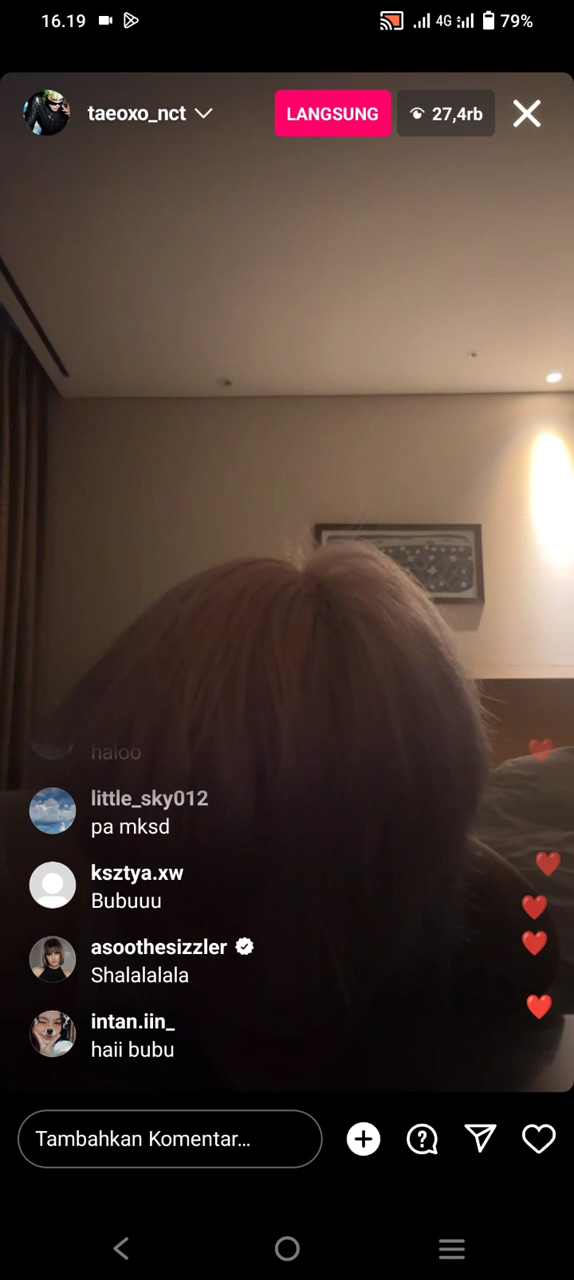 16.19
4G
79%
taeoxo_nct
LANGSUNG
27,4rb
haloo
little_sky012
pa mksd
ksztya.xw
Bubuuu
asoothesizzler
Shalalalala
intan.iin_
haii bubu
Tambahkan Komentar...